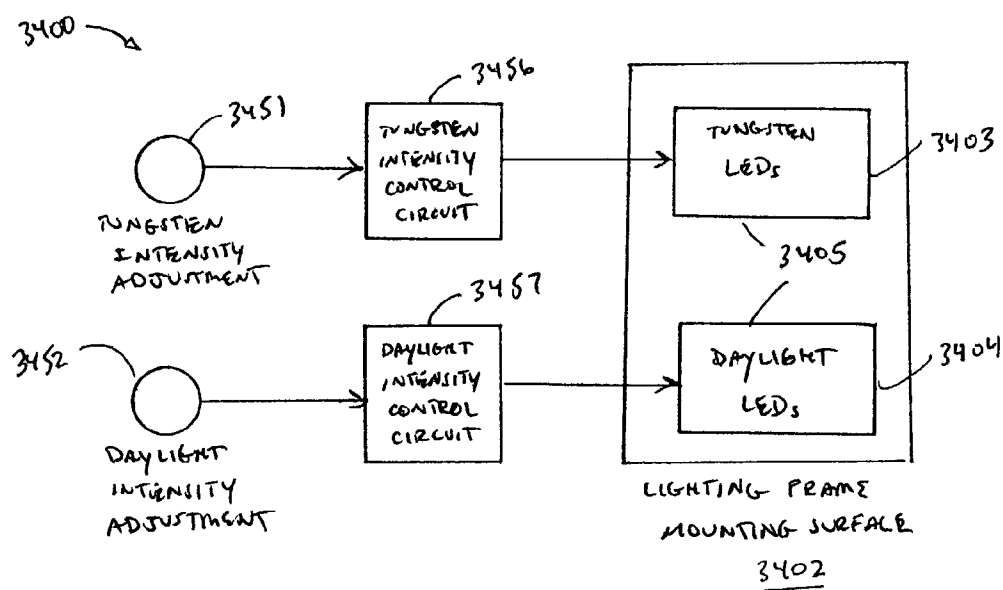 3400
3451
3456
TUNGSTEN
INTENSITY
CONTROL
CIRCUIT
TUNGSTEN
LEDs
3403
TUNGSTEN
INTENSITY
ADJUSTMENT
3405
3452
3457
DAYLIGHT
INTENSITY
CONTROL
CIRCUIT
DAYLIGHT
LEDs
3404
DAYLIGHT
INTENSITY
ADJUSTMENT
LIGHTING FRAME
MOUNTING SURFACE
3402